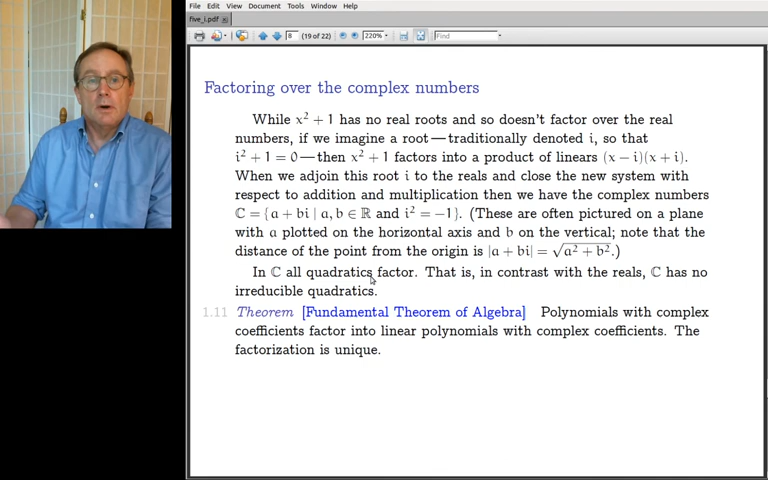 File Edit View Document Tools Window Help
five_i.pdf
8 (19 of 22) 220% Find
Factoring over the complex numbers
While x² + 1 has no real roots and so doesn't factor over the real
numbers, if we imagine a root—traditionally denoted i, so that
i² + 1 = 0—then x² + 1 factors into a product of linears (x − i)(x + i).
When we adjoin this root i to the reals and close the new system with
respect to addition and multiplication then we have the complex numbers
ℂ = {a + bi | a, b ∈ ℝ and i² = −1}. (These are often pictured on a plane
with a plotted on the horizontal axis and b on the vertical; note that the
distance of the point from the origin is |a + bi| = √(a² + b²).)
In ℂ all quadratics factor. That is, in contrast with the reals, ℂ has no
irreducible quadratics.
1.11 Theorem [Fundamental Theorem of Algebra] Polynomials with complex
coefficients factor into linear polynomials with complex coefficients. The
factorization is unique.